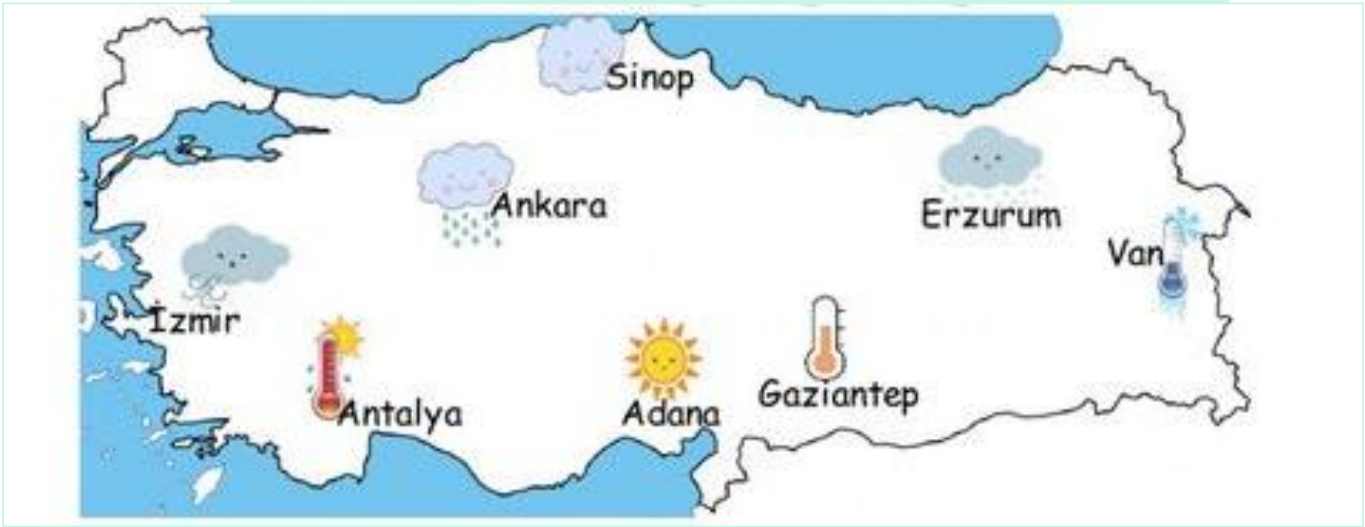 Sinop
Ankara
Erzurum
Van
İzmir
Antalya
Adana
Gaziantep